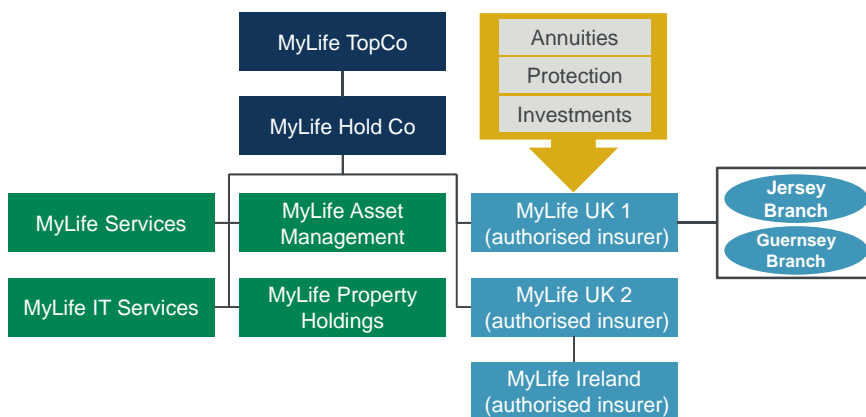 MyLife TopCo
Annuities
Protection
Investments
MyLife Hold Co
MyLife Services
MyLife Asset
Management
MyLife UK 1
(authorised insurer)
Jersey
Branch
Guernsey
Branch
MyLife IT Services
MyLife Property
Holdings
MyLife UK 2
(authorised insurer)
MyLife Ireland
(authorised insurer)